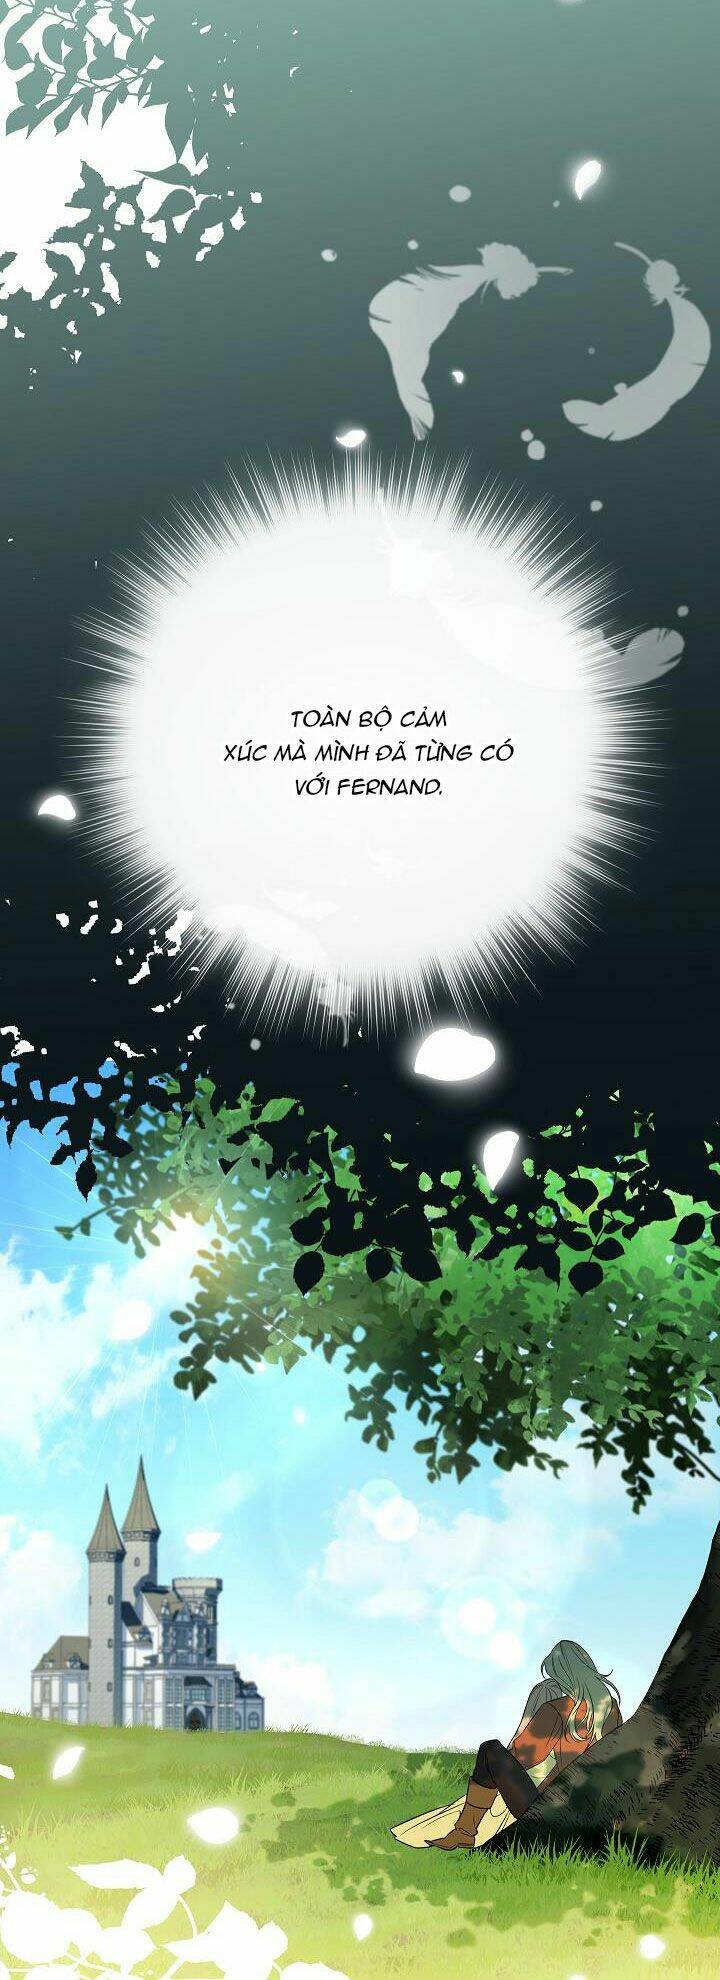 TOÀN BỘ CẢM
XÚC MÀ MÌNH ĐÃ TỪNG CÓ
VỚI FERNAND.